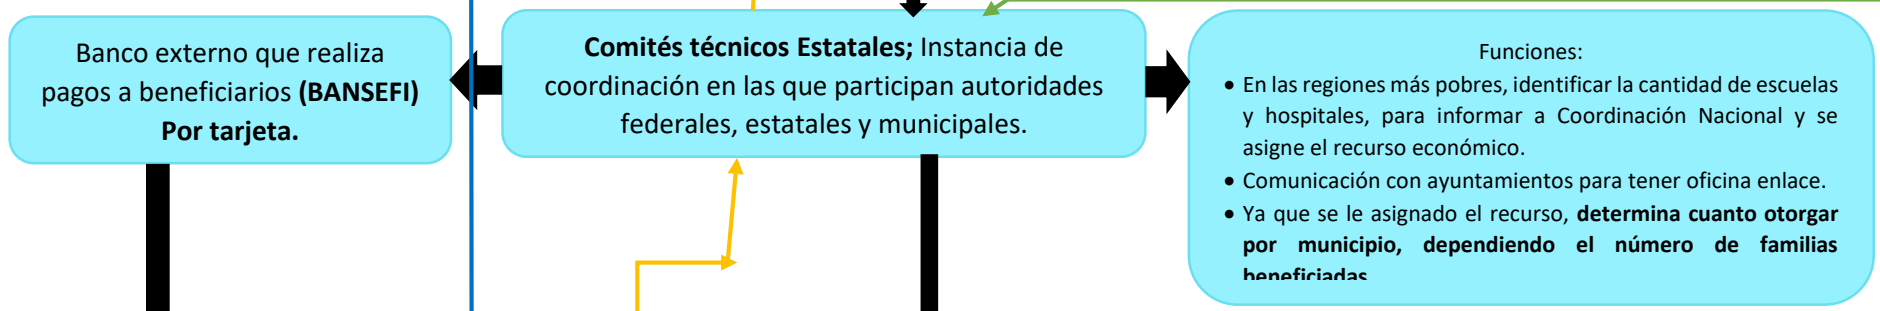 Banco externo que realiza
pagos a beneficiarios (BANSEFI)
Por tarjeta.
Comités técnicos Estatales; Instancia de
coordinación en las que participan autoridades
federales, estatales y municipales.
Funciones:
• En las regiones más pobres, identificar la cantidad de escuelas
y hospitales, para informar a Coordinación Nacional y se
asigne el recurso económico.
• Comunicación con ayuntamientos para tener oficina enlace.
• Ya que se le asignado el recurso, determina cuanto otorgar
por municipio, dependiendo el número de familias
beneficiadas